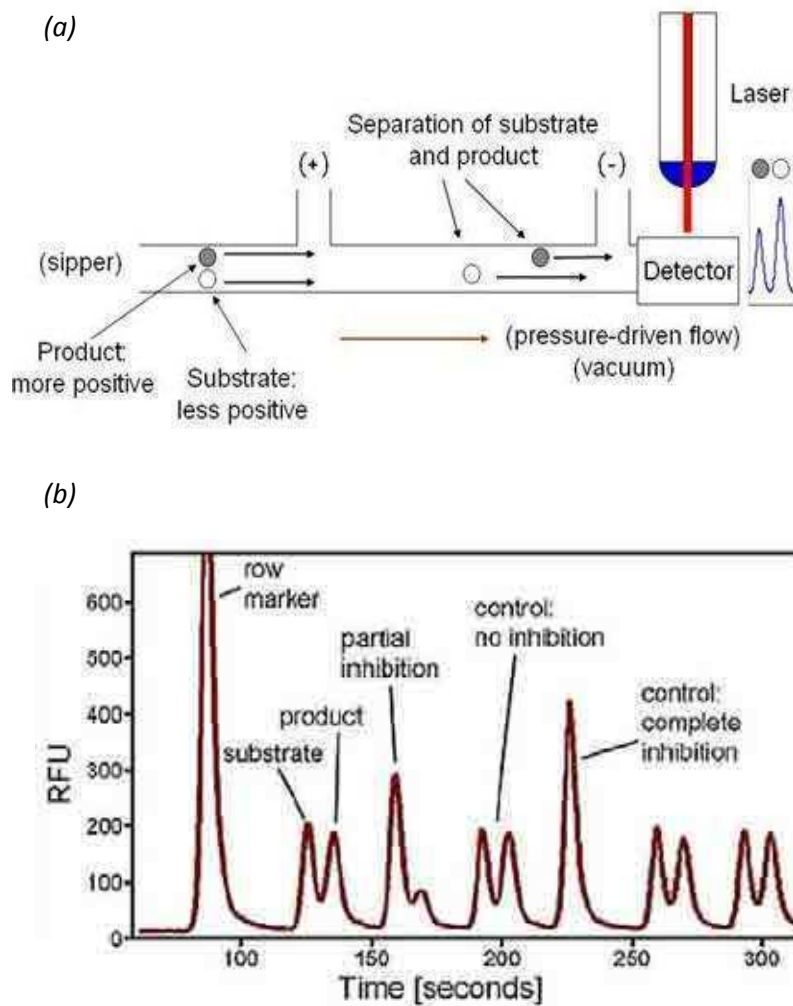 (a)
Laser
Separation of substrate
and product
(+)
(-)
(sipper)
Detector
Product:
more positive
Substrate:
less positive
(pressure-driven flow)
(vacuum)
(b)
row
marker
substrate
product
partial
inhibition
control:
no inhibition
control:
complete
inhibition
RFU
600
500
400
300
200
100
0
100
150
200
250
300
Time [seconds]